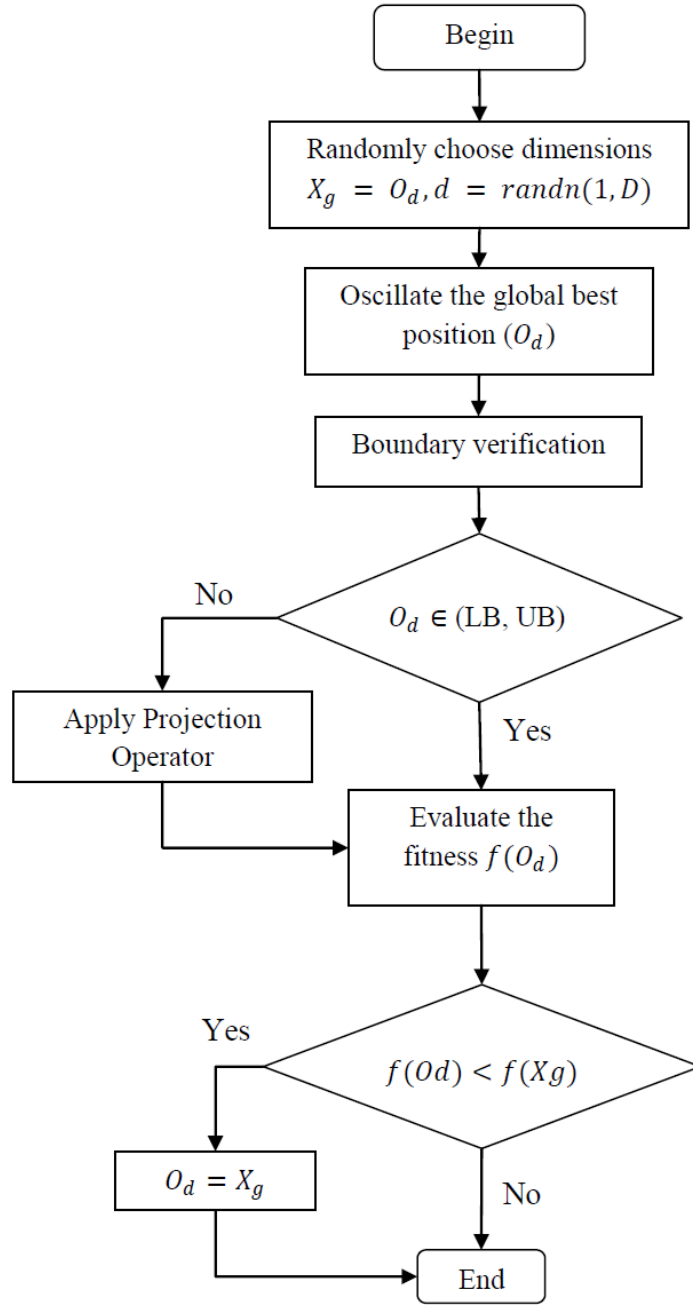 Begin
Randomly choose dimensions
X_g = O_d, d = randn(1, D)
Oscillate the global best
position (O_d)
Boundary verification
No
O_d ∈ (LB, UB)
Apply Projection
Operator
Yes
Evaluate the
fitness f(O_d)
Yes
f(Od) < f(Xg)
O_d = X_g
No
End